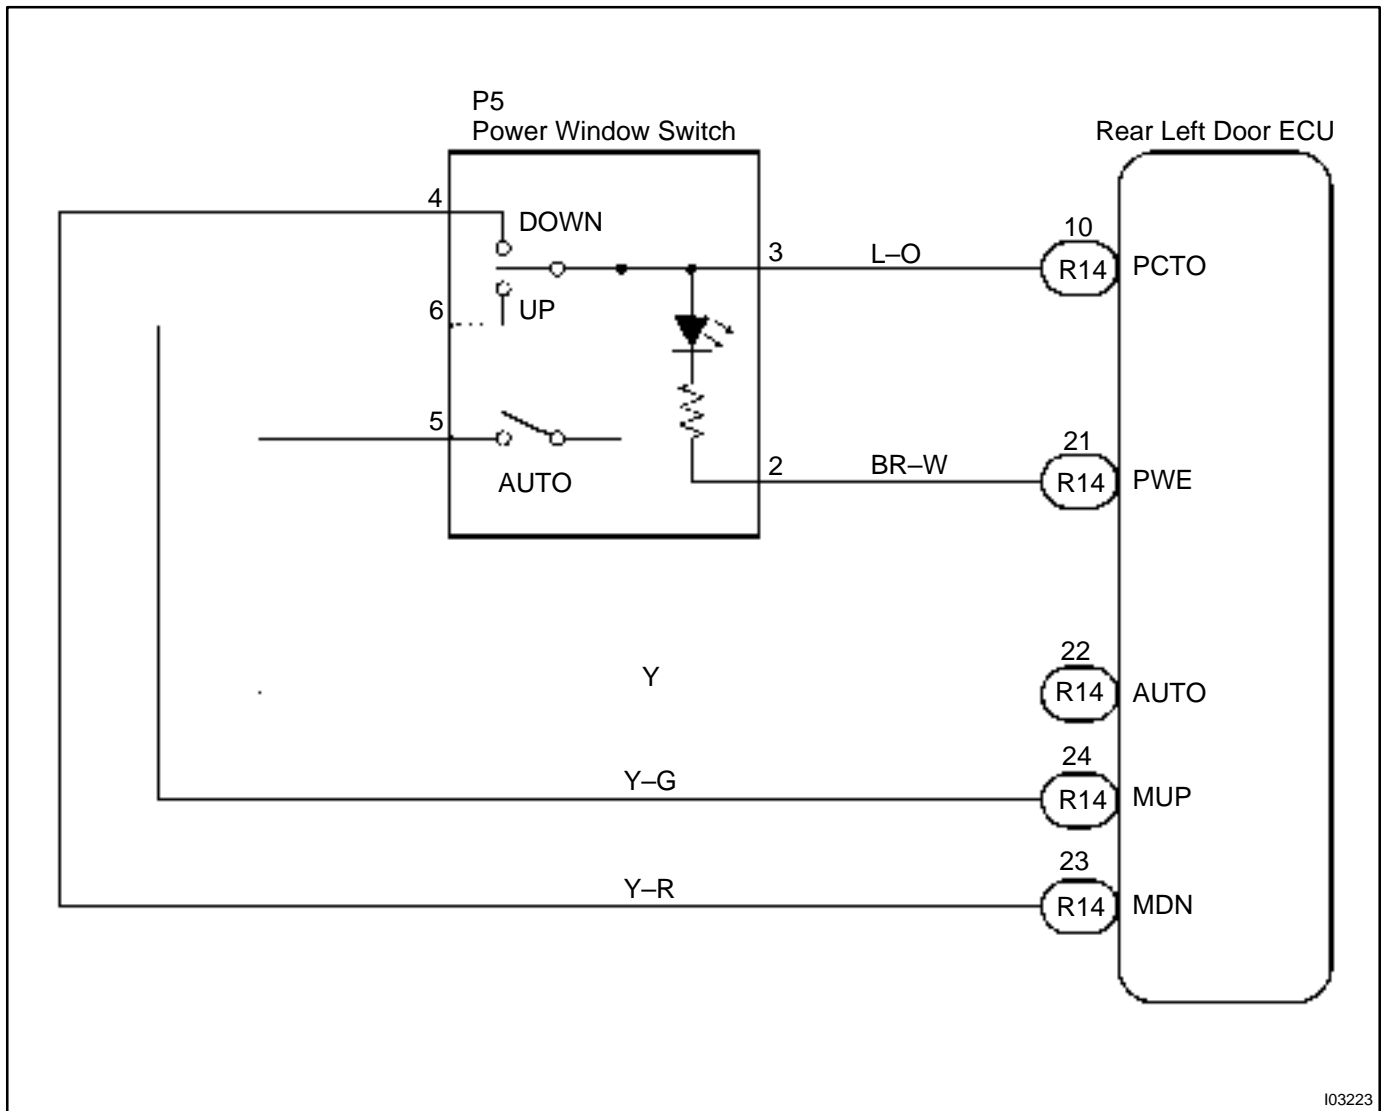 P5
Power Window Switch
Rear Left Door ECU
4
DOWN
3
L–O
10
R14
PCTO
6
UP
5
AUTO
2
BR–W
21
R14
PWE
Y
22
R14
AUTO
Y–G
24
R14
MUP
Y–R
23
R14
MDN
I03223